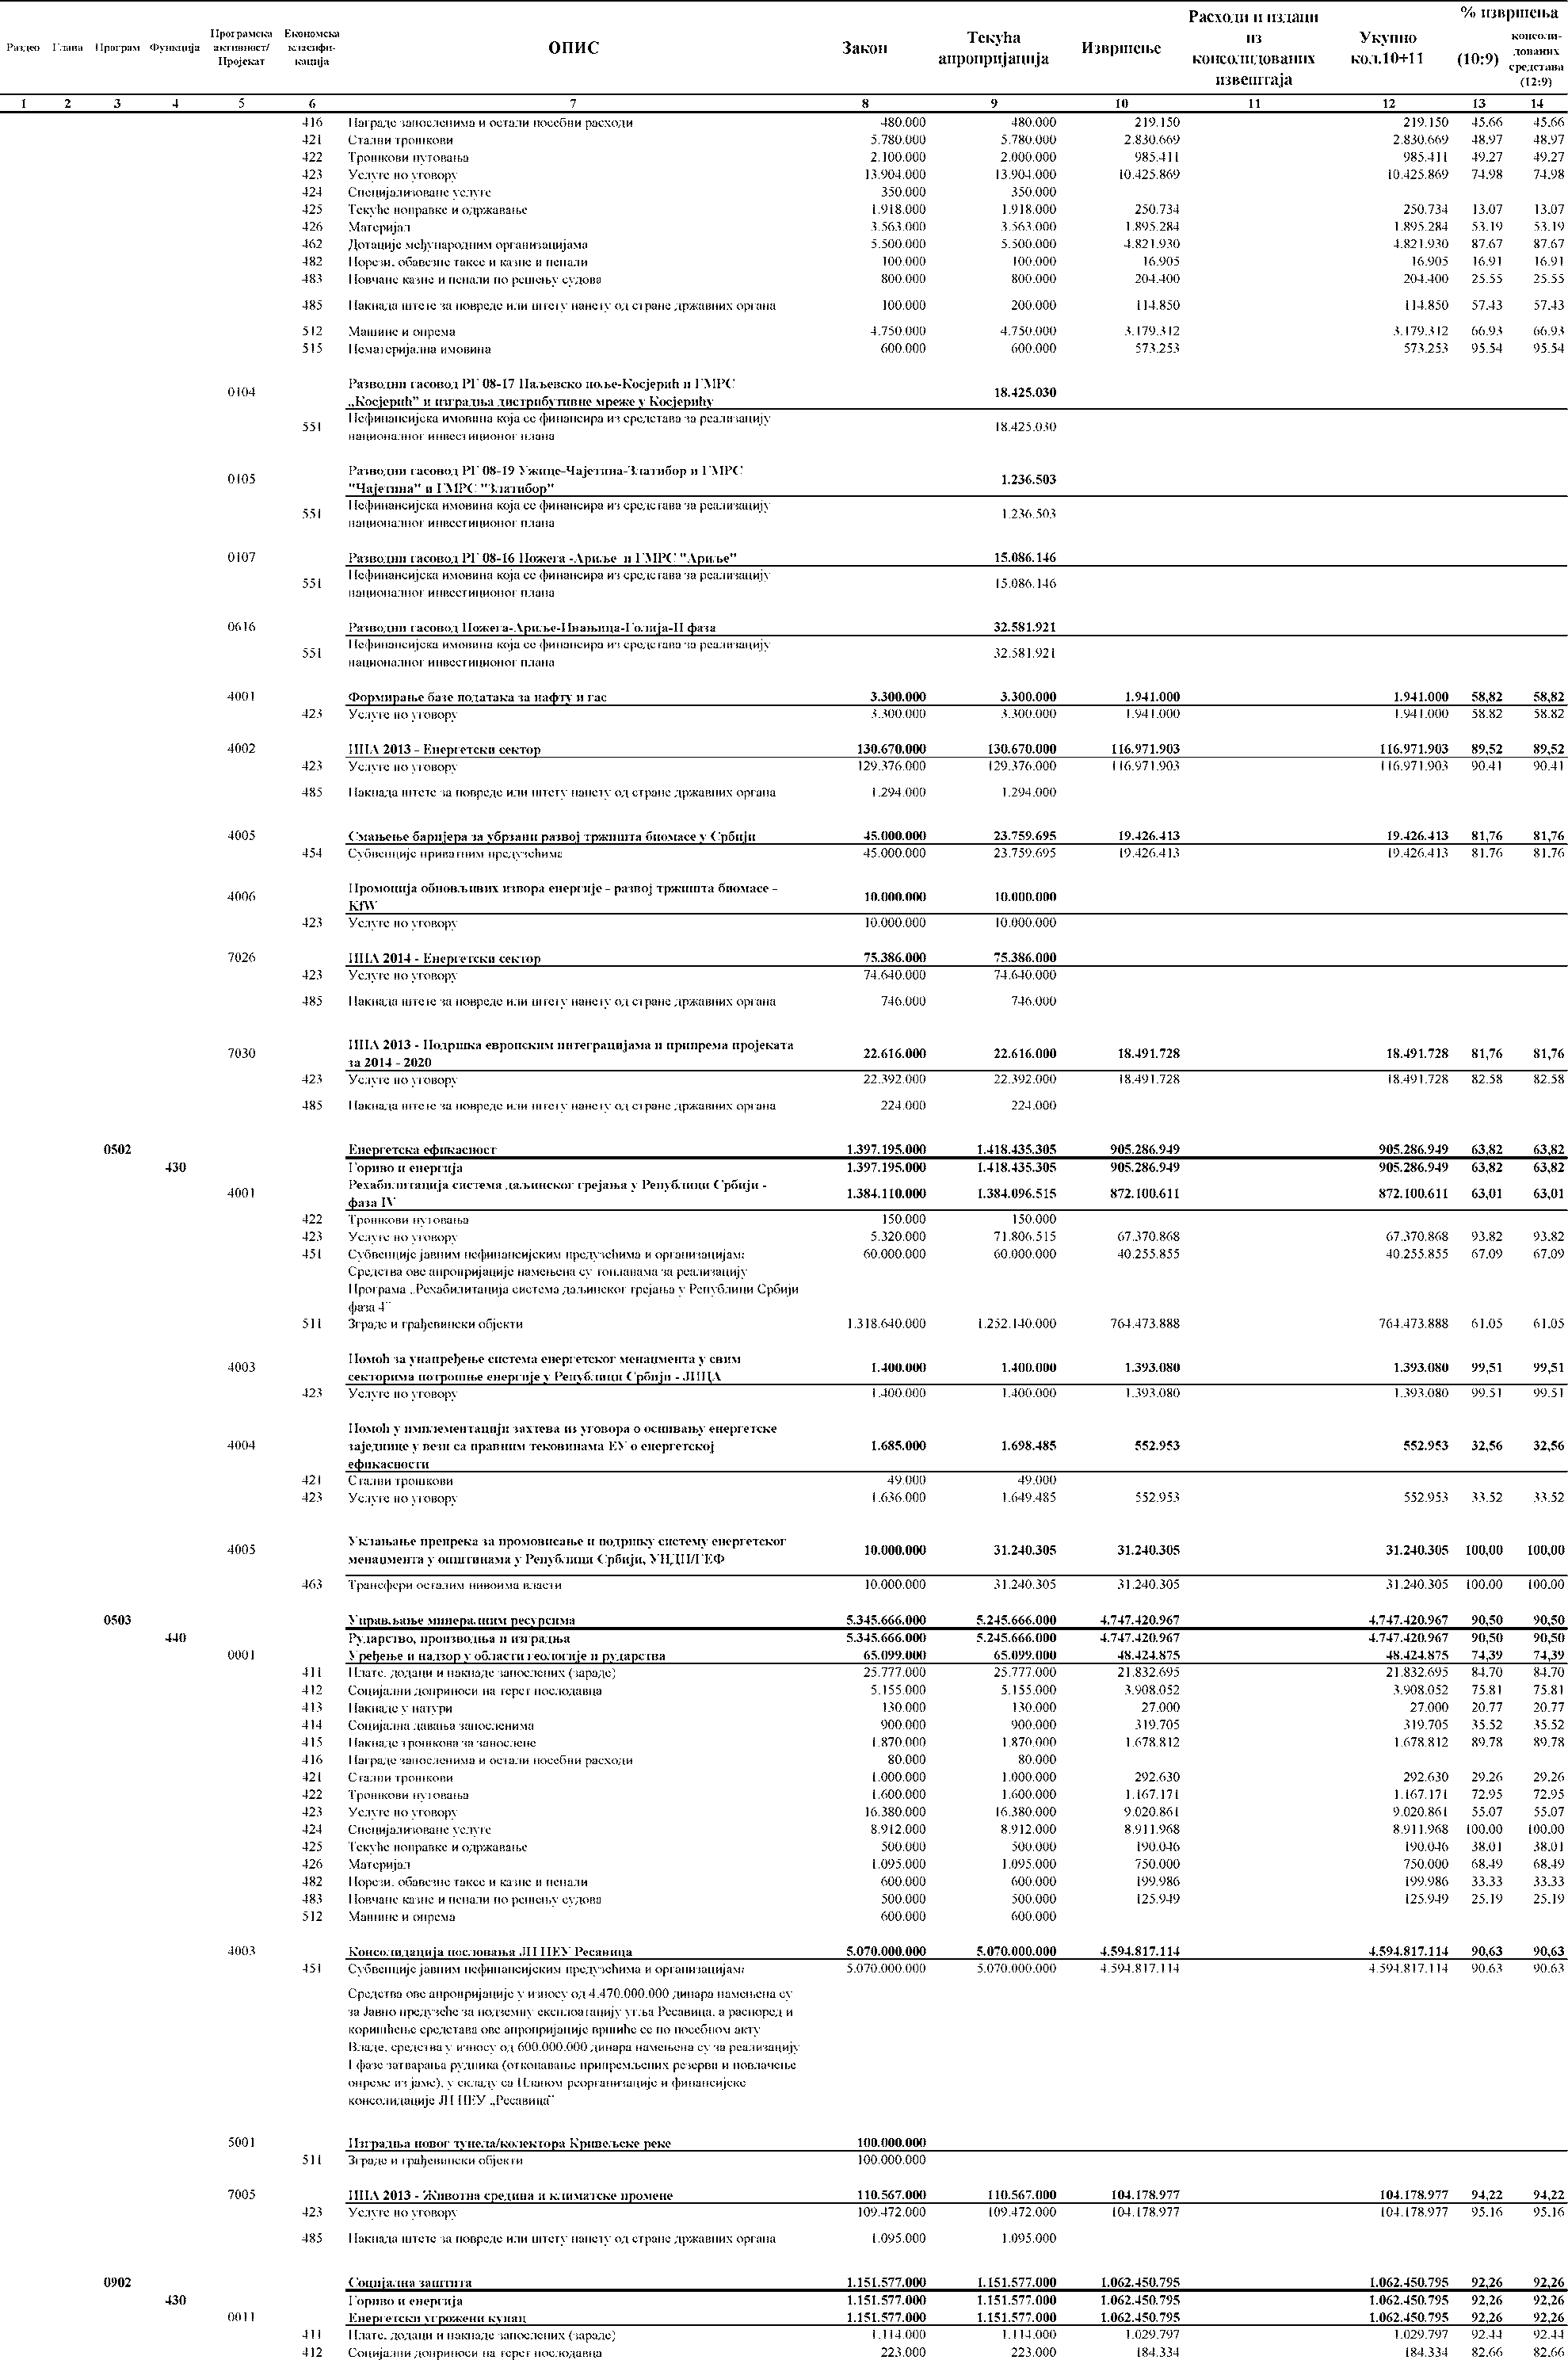 Раздео Глава Програм Функција Програмска активност/ Пројекат Економска класифи- кација ОПИС Закон Текућа апропријација Извршење Расходи и издаци из консолидованих извештаја Укупно кол.10+11 % извршења (10:9) консоли- дованих средстава (12:9)
1 2 3 4 5 6 7 8 9 10 11 12 13 14
416 Награде запосленима и остали посебни расходи 480.000 480.000 219.150 219.150 45,66 45,66
421 Стални трошкови 5.780.000 5.780.000 2.830.669 2.830.669 48,97 48,97
422 Трошкови путовања 2.100.000 2.000.000 985.411 985.411 49,27 49,27
423 Услуге по уговору 13.904.000 13.904.000 10.425.869 10.425.869 74,98 74,98
424 Специјализоване услуге 350.000 350.000
425 Текуће поправке и одржавање 1.918.000 1.918.000 250.734 250.734 13,07 13,07
426 Материјал 3.563.000 3.563.000 1.895.284 1.895.284 53,19 53,19
462 Дотације међународним организацијама 5.500.000 5.500.000 4.821.930 4.821.930 87,67 87,67
482 Порези, обавезне таксе и казне и пенали 100.000 100.000 16.905 16.905 16,91 16,91
483 Новчане казне и пенали по решењу судова 800.000 800.000 204.400 204.400 25,55 25,55
485 Накнада штете за повреде или штету нанету од стране државних органа 100.000 200.000 114.850 114.850 57,43 57,43
512 Машине и опрема 4.750.000 4.750.000 3.179.312 3.179.312 66,93 66,93
515 Нематеријална имовина 600.000 600.000 573.253 573.253 95,54 95,54
0104 Разводни гасовод РГ 08-17 Ваљевско поље-Косјерић и ГМРС
„Косјерић” и изградња дистрибутивне мреже у Косјерићу 18.425.030
551 Нефинансијска имовина која се финансира из средстава за реализацију
националног инвестиционог плана 18.425.030
0105 Разводни гасовод РГ 08-19 Ужице-Чајетина-Златибор и ГМРС
"Чајетина" и ГМРС "Златибор" 1.236.503
551 Нефинансијска имовина која се финансира из средстава за реализацију
националног инвестиционог плана 1.236.503
0107 Разводни гасовод РГ 08-16 Пожега -Ариље и ГМРС "Ариље" 15.086.146
551 Нефинансијска имовина која се финансира из средстава за реализацију
националног инвестиционог плана 15.086.146
0616 Разводни гасовод Пожега-Ариље-Ивањица-Голија-II фаза 32.581.921
551 Нефинансијска имовина која се финансира из средстава за реализацију
националног инвестиционог плана 32.581.921
4001 Формирање базе података за нафту и гас 3.300.000 3.300.000 1.941.000 1.941.000 58,82 58,82
423 Услуге по уговору 3.300.000 3.300.000 1.941.000 1.941.000 58,82 58,82
4002 ИПА 2013 - Енергетски сектор 130.670.000 130.670.000 116.971.903 116.971.903 89,52 89,52
423 Услуге по уговору 129.376.000 129.376.000 116.971.903 116.971.903 90,41 90,41
485 Накнада штете за повреде или штету нанету од стране државних органа 1.294.000 1.294.000
4005 Смањење баријера за убрзани развој тржишта биомасе у Србији 45.000.000 23.759.695 19.426.413 19.426.413 81,76 81,76
454 Субвенције приватним предузећима 45.000.000 23.759.695 19.426.413 19.426.413 81,76 81,76
4006 Промоција обновљивих извора енергије - развој тржишта биомасе -
KfW 10.000.000 10.000.000
423 Услуге по уговору 10.000.000 10.000.000
7026 ИПА 2014 - Енергетски сектор 75.386.000 75.386.000
423 Услуге по уговору 74.640.000 74.640.000
485 Накнада штете за повреде или штету нанету од стране државних органа 746.000 746.000
7030 ИПА 2013 - Подршка европским интеграцијама и припрема пројеката
за 2014 - 2020 22.616.000 22.616.000 18.491.728 18.491.728 81,76 81,76
423 Услуге по уговору 22.392.000 22.392.000 18.491.728 18.491.728 82,58 82,58
485 Накнада штете за повреде или штету нанету од стране државних органа 224.000 224.000
0502 Енергетска ефикасност 1.397.195.000 1.418.435.305 905.286.949 905.286.949 63,82 63,82
430 Гориво и енергија 1.397.195.000 1.418.435.305 905.286.949 905.286.949 63,82 63,82
4001 Рехабилитација система даљинског грејања у Републици Србији -
фаза IV 1.384.110.000 1.384.096.515 872.100.611 872.100.611 63,01 63,01
422 Трошкови путовања 150.000 150.000
423 Услуге по уговору 5.320.000 71.806.515 67.370.868 67.370.868 93,82 93,82
451 Субвенције јавним нефинансијским предузећима и организацијама 60.000.000 60.000.000 40.255.855 40.255.855 67,09 67,09
Средства ове апропријације намењена су топланама за реализацију
Програма „Рехабилитација система даљинског грејања у Републици Србији
фаза 4”
511 Зграде и грађевински објекти 1.318.640.000 1.252.140.000 764.473.888 764.473.888 61,05 61,05
4003 Помоћ за унапређење система енергетског менаџмента у свим
секторима потрошње енергије у Републици Србији - ЈИЦА 1.400.000 1.400.000 1.393.080 1.393.080 99,51 99,51
423 Услуге по уговору 1.400.000 1.400.000 1.393.080 1.393.080 99,51 99,51
4004 Помоћ у имплементацији захтева из уговора о оснивању енергетске
заједнице у вези са правним тековинама ЕУ о енергетској
ефикасности 1.685.000 1.698.485 552.953 552.953 32,56 32,56
421 Стални трошкови 49.000 49.000
423 Услуге по уговору 1.636.000 1.649.485 552.953 552.953 33,52 33,52
4005 Уклањање препрека за промовисање и подршку систему енергетског
менаџмента у општинама у Републици Србији, УНДП/ГЕФ 10.000.000 31.240.305 31.240.305 31.240.305 100,00 100,00
463 Трансфери осталим нивоима власти 10.000.000 31.240.305 31.240.305 31.240.305 100,00 100,00
0503 Управљање минералним ресурсима 5.345.666.000 5.245.666.000 4.747.420.967 4.747.420.967 90,50 90,50
440 Рударство, производња и изградња 5.345.666.000 5.245.666.000 4.747.420.967 4.747.420.967 90,50 90,50
0001 Уређење и надзор у области геологије и рударства 65.099.000 65.099.000 48.424.875 48.424.875 74,39 74,39
411 Плате, додаци и накнаде запослених (зараде) 25.777.000 25.777.000 21.832.695 21.832.695 84,70 84,70
412 Социјални доприноси на терет послодавца 5.155.000 5.155.000 3.908.052 3.908.052 75,81 75,81
413 Накнаде у натури 130.000 130.000 27.000 27.000 20,77 20,77
414 Социјална давања запосленима 900.000 900.000 319.705 319.705 35,52 35,52
415 Накнаде трошкова за запослене 1.870.000 1.870.000 1.678.812 1.678.812 89,78 89,78
416 Награде запосленима и остали посебни расходи 80.000 80.000
421 Стални трошкови 1.000.000 1.000.000 292.630 292.630 29,26 29,26
422 Трошкови путовања 1.600.000 1.600.000 1.167.171 1.167.171 72,95 72,95
423 Услуге по уговору 16.380.000 16.380.000 9.020.861 9.020.861 55,07 55,07
424 Специјализоване услуге 8.912.000 8.912.000 8.911.968 8.911.968 100,00 100,00
425 Текуће поправке и одржавање 500.000 500.000 190.046 190.046 38,01 38,01
426 Материјал 1.095.000 1.095.000 750.000 750.000 68,49 68,49
482 Порези, обавезне таксе и казне и пенали 600.000 600.000 199.986 199.986 33,33 33,33
483 Новчане казне и пенали по решењу судова 500.000 500.000 125.949 125.949 25,19 25,19
512 Машине и опрема 600.000 600.000
4003 Консолидација пословања ЈП ПЕУ Ресавица 5.070.000.000 5.070.000.000 4.594.817.114 4.594.817.114 90,63 90,63
451 Субвенције јавним нефинансијским предузећима и организацијама 5.070.000.000 5.070.000.000 4.594.817.114 4.594.817.114 90,63 90,63
Средства ове апропријације у износу од 4.470.000.000 динара намењена су
за Јавно предузеће за подземну експлоатацију угља Ресавица, а распоред и
коришћење средстава ове апропријације вршиће се по посебном акту
Владе, средства у износу од 600.000.000 динара намењена су за реализацију
I фазе затварања рудника (откопавање припремљених резерви и повлачење
опреме из јаме), у складу са Планом реорганизације и финансијске
консолидације ЈП ПЕУ „Ресавица”
5001 Изградња новог тунела/колектора Кривељске реке 100.000.000
511 Зграде и грађевински објекти 100.000.000
7005 ИПА 2013 - Животна средина и климатске промене 110.567.000 110.567.000 104.178.977 104.178.977 94,22 94,22
423 Услуге по уговору 109.472.000 109.472.000 104.178.977 104.178.977 95,16 95,16
485 Накнада штете за повреде или штету нанету од стране државних органа 1.095.000 1.095.000
0902 Социјална заштита 1.151.577.000 1.151.577.000 1.062.450.795 1.062.450.795 92,26 92,26
430 Гориво и енергија 1.151.577.000 1.151.577.000 1.062.450.795 1.062.450.795 92,26 92,26
0011 Енергетски угрожени купац 1.151.577.000 1.151.577.000 1.062.450.795 1.062.450.795 92,26 92,26
411 Плате, додаци и накнаде запослених (зараде) 1.114.000 1.114.000 1.029.797 1.029.797 92,44 92,44
412 Социјални доприноси на терет послодавца 223.000 223.000 184.334 184.334 82,66 82,66